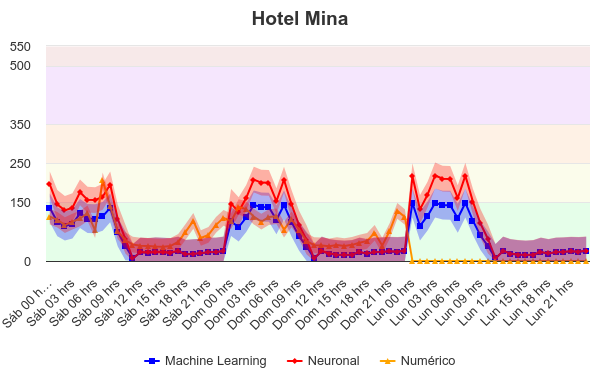 Hotel Mina
550
500
350
250
150
0
Sáb 00 h...
Sáb 03 hrs
Sáb 06 hrs
Sáb 09 hrs
Sáb 12 hrs
Sáb 15 hrs
Sáb 18 hrs
Sáb 21 hrs
Dom 00 hrs
Dom 03 hrs
Dom 06 hrs
Dom 09 hrs
Dom 12 hrs
Dom 15 hrs
Dom 18 hrs
Dom 21 hrs
Lun 00 hrs
Lun 03 hrs
Lun 06 hrs
Lun 09 hrs
Lun 12 hrs
Lun 15 hrs
Lun 18 hrs
Lun 21 hrs
Machine Learning Neuronal Numérico